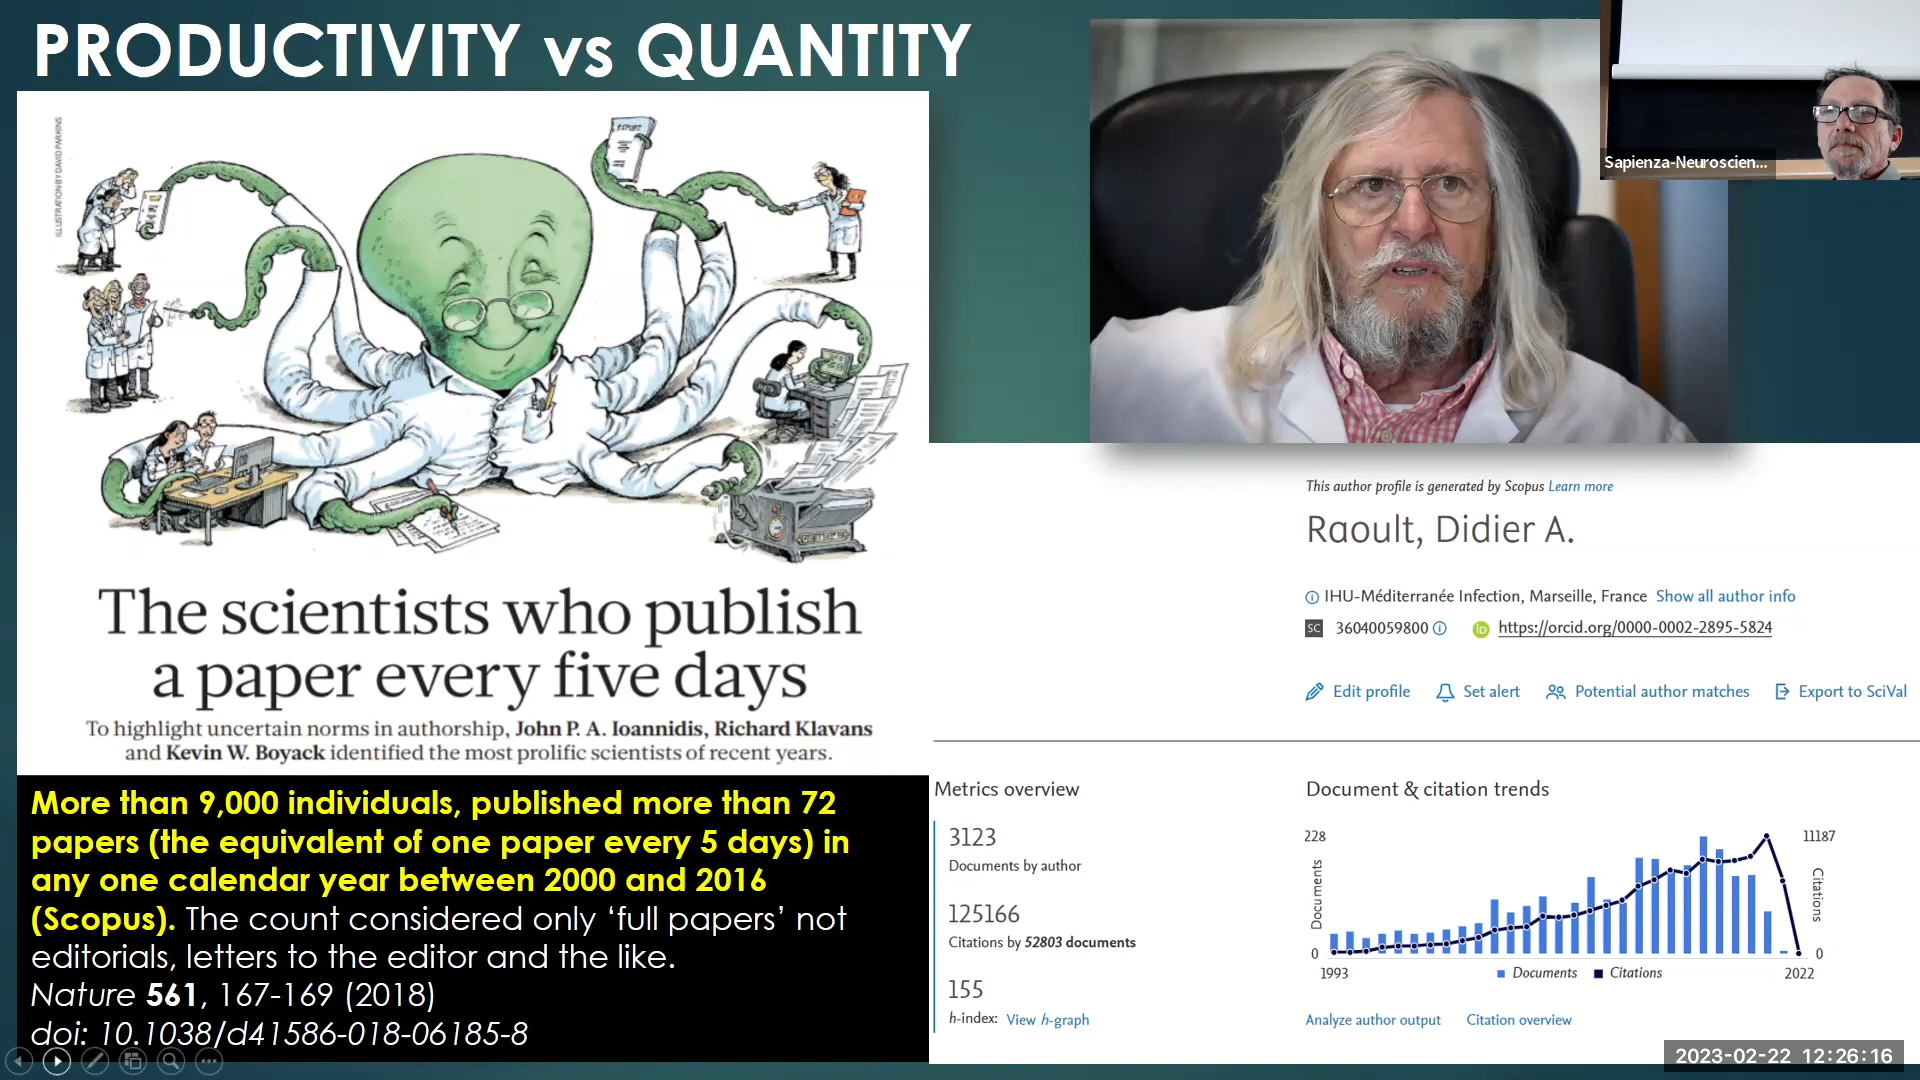 PRODUCTIVITY vs QUANTITY
Sapienza-Neuroscien...
ILLUSTRATION BY DAVID PARKINS
REPORT
The scientists who publish
a paper every five days
To highlight uncertain norms in authorship, John P. A. Ioannidis, Richard Klavans
and Kevin W. Boyack identified the most prolific scientists of recent years.
More than 9,000 individuals, published more than 72
papers (the equivalent of one paper every 5 days) in
any one calendar year between 2000 and 2016
(Scopus). The count considered only ‘full papers’ not
editorials, letters to the editor and the like.
Nature 561, 167-169 (2018)
doi: 10.1038/d41586-018-06185-8
This author profile is generated by Scopus Learn more
Raoult, Didier A.
IHU-Méditerranée Infection, Marseille, France Show all author info
SC 36040059800 iD https://orcid.org/0000-0002-2895-5824
Edit profile Set alert Potential author matches Export to SciVal
Metrics overview
3123
Documents by author
125166
Citations by 52803 documents
155
h-index: View h-graph
Document & citation trends
228 11187
Documents
Citations
0 0
1993 2022
Documents Citations
Analyze author output Citation overview
2023-02-22 12:26:16